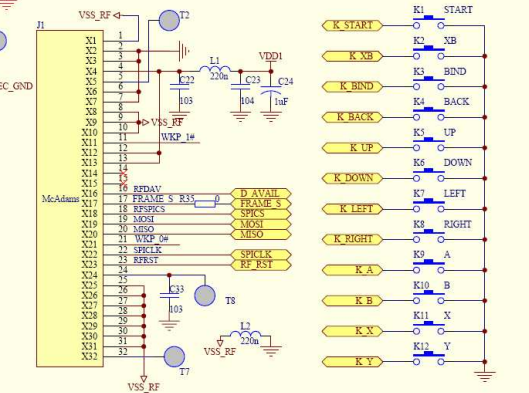 VSS_RF
T2
EC_GND
McAdams
X1 1
X2 2
X3 3
X4 4
X5 5
X6 6
X7 7
X8 8
X9 9
X10 10
X11 11
X12 12
X13 13
X14 14
X15
X16 16
X17 17
X18 18
X19 19
X20 20
X21 21
X22 22
X23 23
X24 24
X25 25
X26 26
X27 27
X28 28
X29 29
X30 30
X31 31
X32 32
L1
220n
VDD1
C22
103
C23
104
C24
1uF
VSS_RF
WKP_1#
RFDAV D_AVAIL
FRAME_S R35 0 FRAME_S
RFSPICS SPICS
MOSI MOSI
MISO MISO
WKP_0#
SPICLK SPICLK
RFRST RF_RST
C33
103
T8
L2
220n
VSS_RF
T7
VSS_RF
K1 START
K_START
K2 XB
K_XB
K3 BIND
K_BIND
K4 BACK
K_BACK
K5 UP
K_UP
K6 DOWN
K_DOWN
K7 LEFT
K_LEFT
K8 RIGHT
K_RIGHT
K9 A
K_A
K10 B
K_B
K11 X
K_X
K12 Y
K_Y